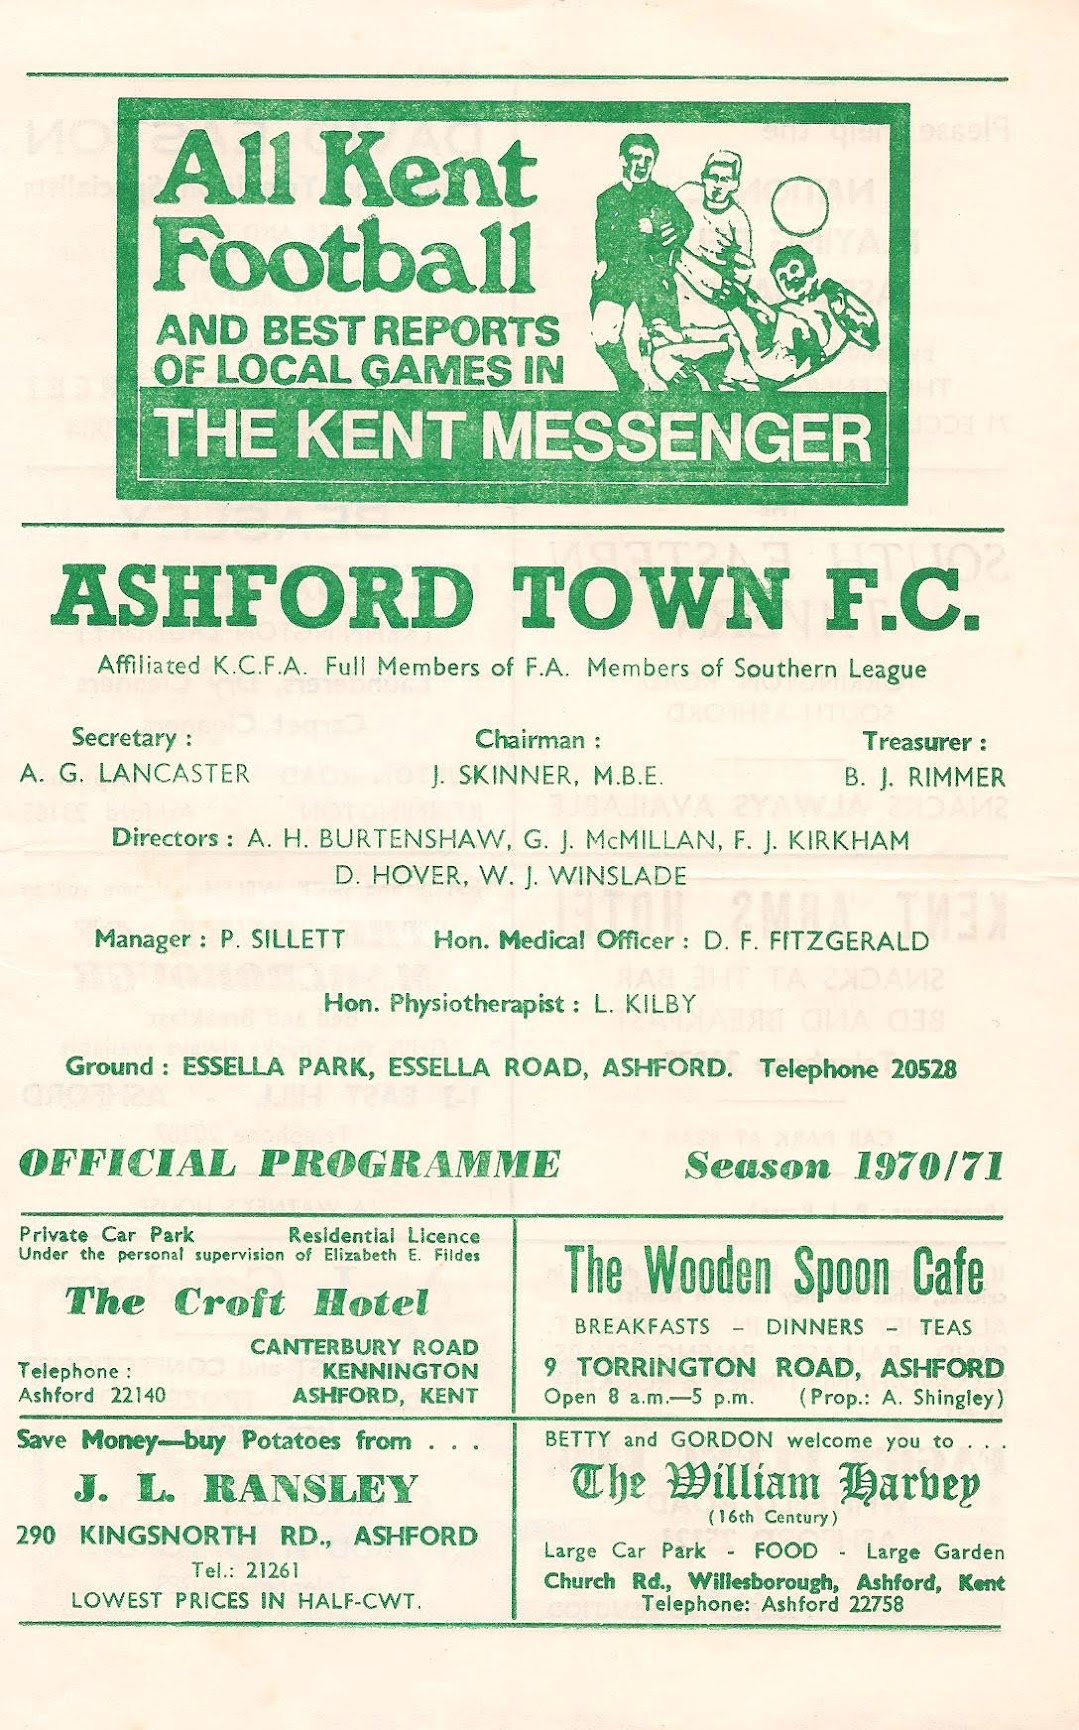 All Kent
Football
AND BEST REPORTS
OF LOCAL GAMES IN
THE KENT MESSENGER
ASHFORD TOWN F.C.
Affiliated K.C.F.A. Full Members of F.A. Members of Southern League
Secretary : Chairman : Treasurer :
A. G. LANCASTER J. SKINNER, M.B.E. B. J. RIMMER
Directors : A. H. BURTENSHAW, G. J. McMILLAN, F. J. KIRKHAM
D. HOVER, W. J. WINSLADE
Manager : P. SILLETT Hon. Medical Officer : D. F. FITZGERALD
Hon. Physiotherapist : L. KILBY
Ground : ESSELLA PARK, ESSELLA ROAD, ASHFORD. Telephone 20528
OFFICIAL PROGRAMME Season 1970/71
Private Car Park Residential Licence
Under the personal supervision of Elizabeth E. Fildes
The Croft Hotel
CANTERBURY ROAD
Telephone : KENNINGTON
Ashford 22140 ASHFORD, KENT
The Wooden Spoon Cafe
BREAKFASTS – DINNERS – TEAS
9 TORRINGTON ROAD, ASHFORD
Open 8 a.m.—5 p.m. (Prop.: A. Shingley)
Save Money—buy Potatoes from . . .
J. L. RANSLEY
290 KINGSNORTH RD., ASHFORD
Tel.: 21261
LOWEST PRICES IN HALF-CWT.
BETTY and GORDON welcome you to . . .
The William Harvey
(16th Century)
Large Car Park - FOOD - Large Garden
Church Rd., Willesborough, Ashford, Kent
Telephone: Ashford 22758